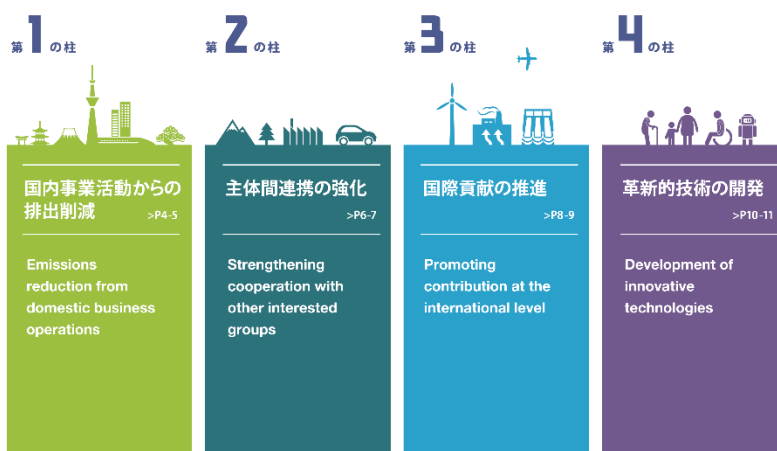 第1の柱
国内事業活動からの
排出削減
>P4-5
Emissions
reduction from
domestic business
operations
第2の柱
主体間連携の強化
>P6-7
Strengthening
cooperation with
other interested
groups
第3の柱
国際貢献の推進
>P8-9
Promoting
contribution at the
international level
第4の柱
革新的技術の開発
>P10-11
Development of
innovative
technologies